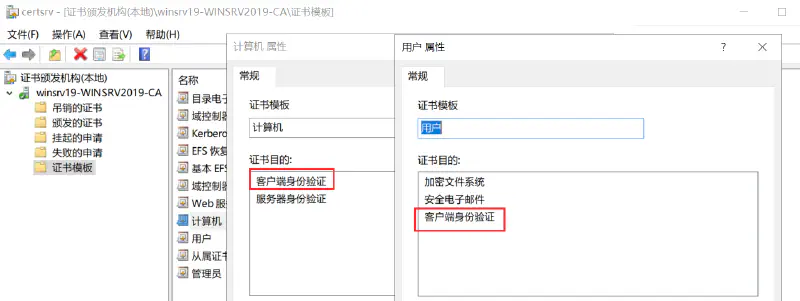 certsrv - [证书颁发机构(本地)\winsrv19-WINSRV2019-CA\证书模板]
文件(F) 操作(A) 查看(V) 帮助(H)
证书颁发机构(本地)
winsrv19-WINSRV2019-CA
吊销的证书
颁发的证书
挂起的申请
失败的申请
证书模板
名称
目录电子
域控制器
Kerbero
EFS 恢复
基本 EFS
域控制器
Web 服
计算机
用户
从属证书
管理员
计算机 属性
常规
证书模板
计算机
证书目的:
客户端身份验证
服务器身份验证
用户 属性
常规
证书模板
用户
证书目的:
加密文件系统
安全电子邮件
客户端身份验证